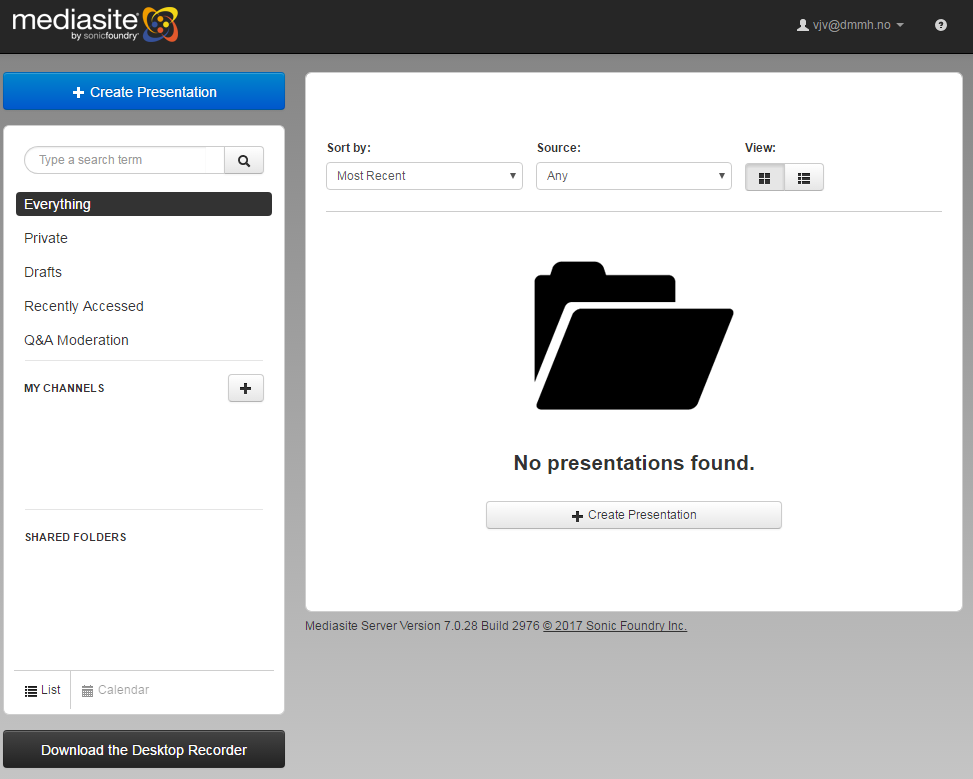 mediasite
by sonicfoundry
vjv@dmmh.no
Create Presentation
Type a search term
Everything
Private
Drafts
Recently Accessed
Q&A Moderation
MY CHANNELS
SHARED FOLDERS
List
Calendar
Download the Desktop Recorder
Sort by:
Most Recent
Source:
Any
View:
No presentations found.
Create Presentation
Mediasite Server Version 7.0.28 Build 2976 © 2017 Sonic Foundry Inc.